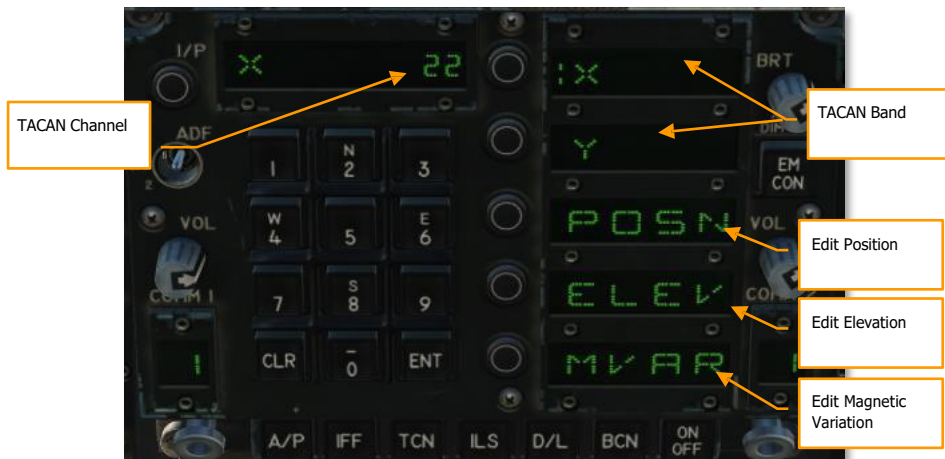 I/P
X 22
:X
BRT
TACAN Channel
TACAN Band
ADF
Y
1
N
2
3
EM
CON
2
VOL
W
4
5
E
6
POSN
VOL
Edit Position
COMM 1
7
S
8
9
ELEV
Edit Elevation
1
CLR
–
0
ENT
MVAR
1
Edit Magnetic
Variation
A/P IFF TCN ILS D/L BCN ON
OFF